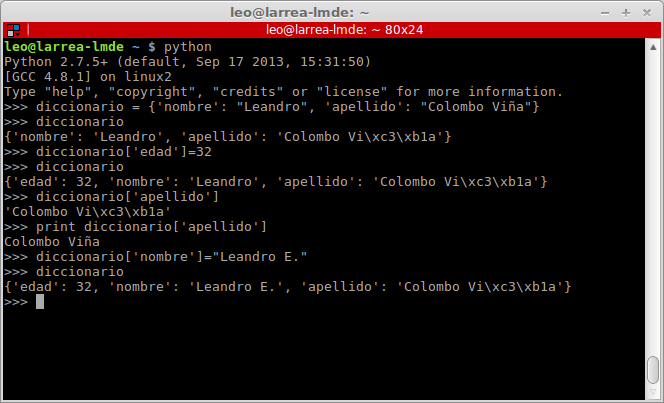 leo@larrea-lmde: ~
leo@larrea-lmde: ~ 80x24
leo@larrea-lmde ~ $ python
Python 2.7.5+ (default, Sep 17 2013, 15:31:50)
[GCC 4.8.1] on linux2
Type "help", "copyright", "credits" or "license" for more information.
>>> diccionario = {'nombre': "Leandro", 'apellido': "Colombo Viña"}
>>> diccionario
{'nombre': 'Leandro', 'apellido': 'Colombo Vi\xc3\xb1a'}
>>> diccionario['edad']=32
>>> diccionario
{'edad': 32, 'nombre': 'Leandro', 'apellido': 'Colombo Vi\xc3\xb1a'}
>>> diccionario['apellido']
'Colombo Vi\xc3\xb1a'
>>> print diccionario['apellido']
Colombo Viña
>>> diccionario['nombre']="Leandro E."
>>> diccionario
{'edad': 32, 'nombre': 'Leandro E.', 'apellido': 'Colombo Vi\xc3\xb1a'}
>>>